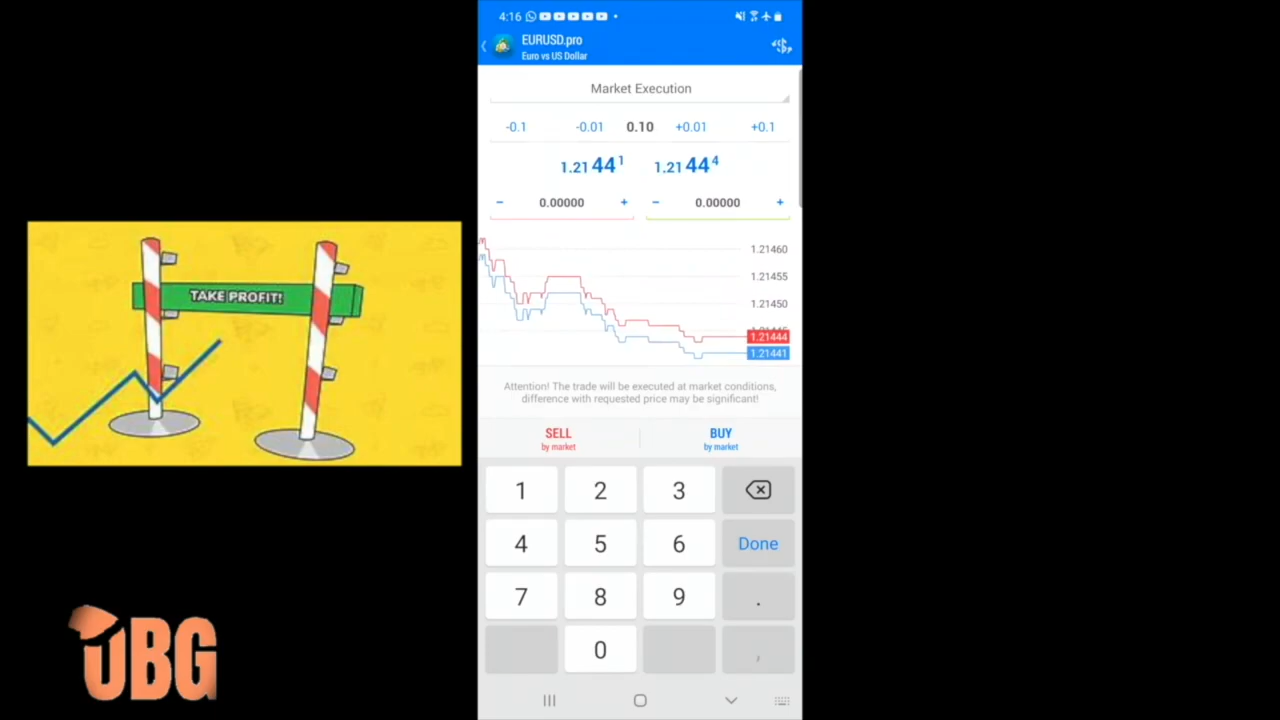 4:16
EURUSD.pro
Euro vs US Dollar
Market Execution
-0.1 -0.01 0.10 +0.01 +0.1
1.21441 1.21444
− 0.00000 + − 0.00000 +
TAKE PROFIT!
1.21460
1.21455
1.21450
1.21444
1.21441
Attention! The trade will be executed at market conditions,
difference with requested price may be significant!
SELL BUY
by market by market
1 2 3
4 5 6 Done
7 8 9 .
0 ,
UBG